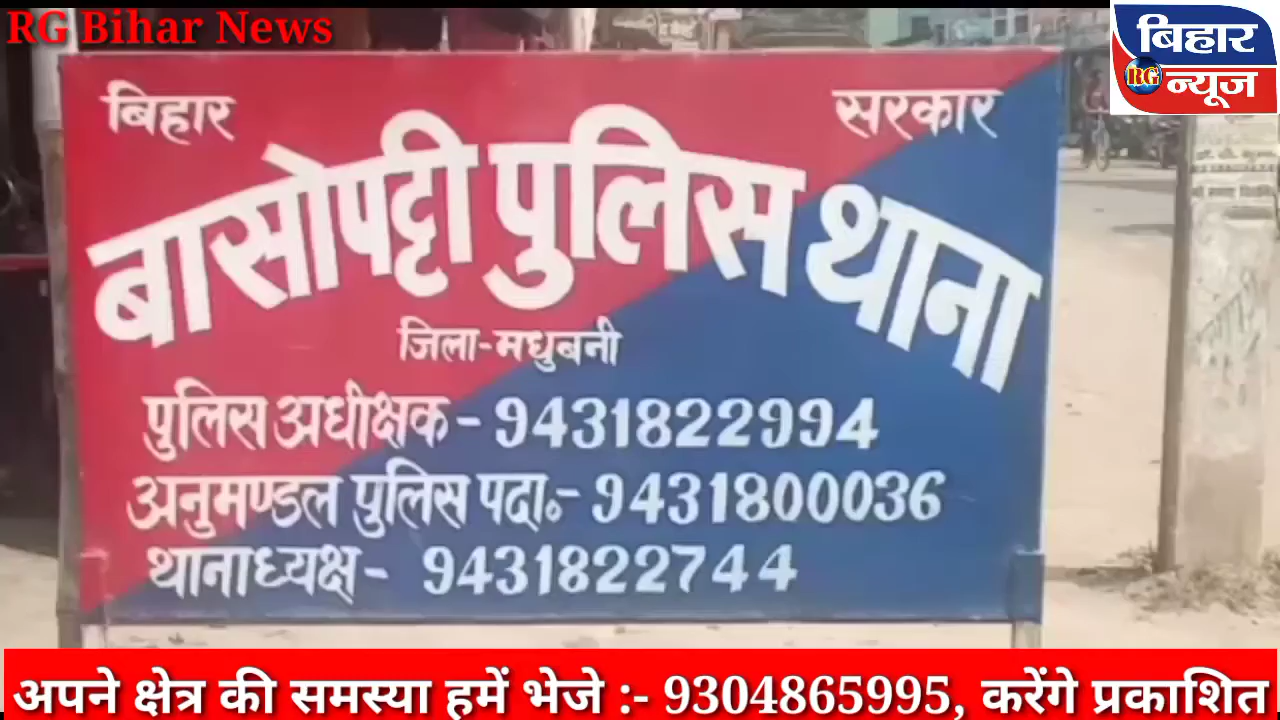 RG Bihar News
बिहार
RG न्यूज
बिहार सरकार
बासोपट्टी पुलिस थाना
जिला-मधुबनी
पुलिस अधीक्षक - 9431822994
अनुमण्डल पुलिस पदा॰- 9431800036
थानाध्यक्ष- 9431822744
अपने क्षेत्र की समस्या हमें भेजे :- 9304865995, करेंगे प्रकाशित